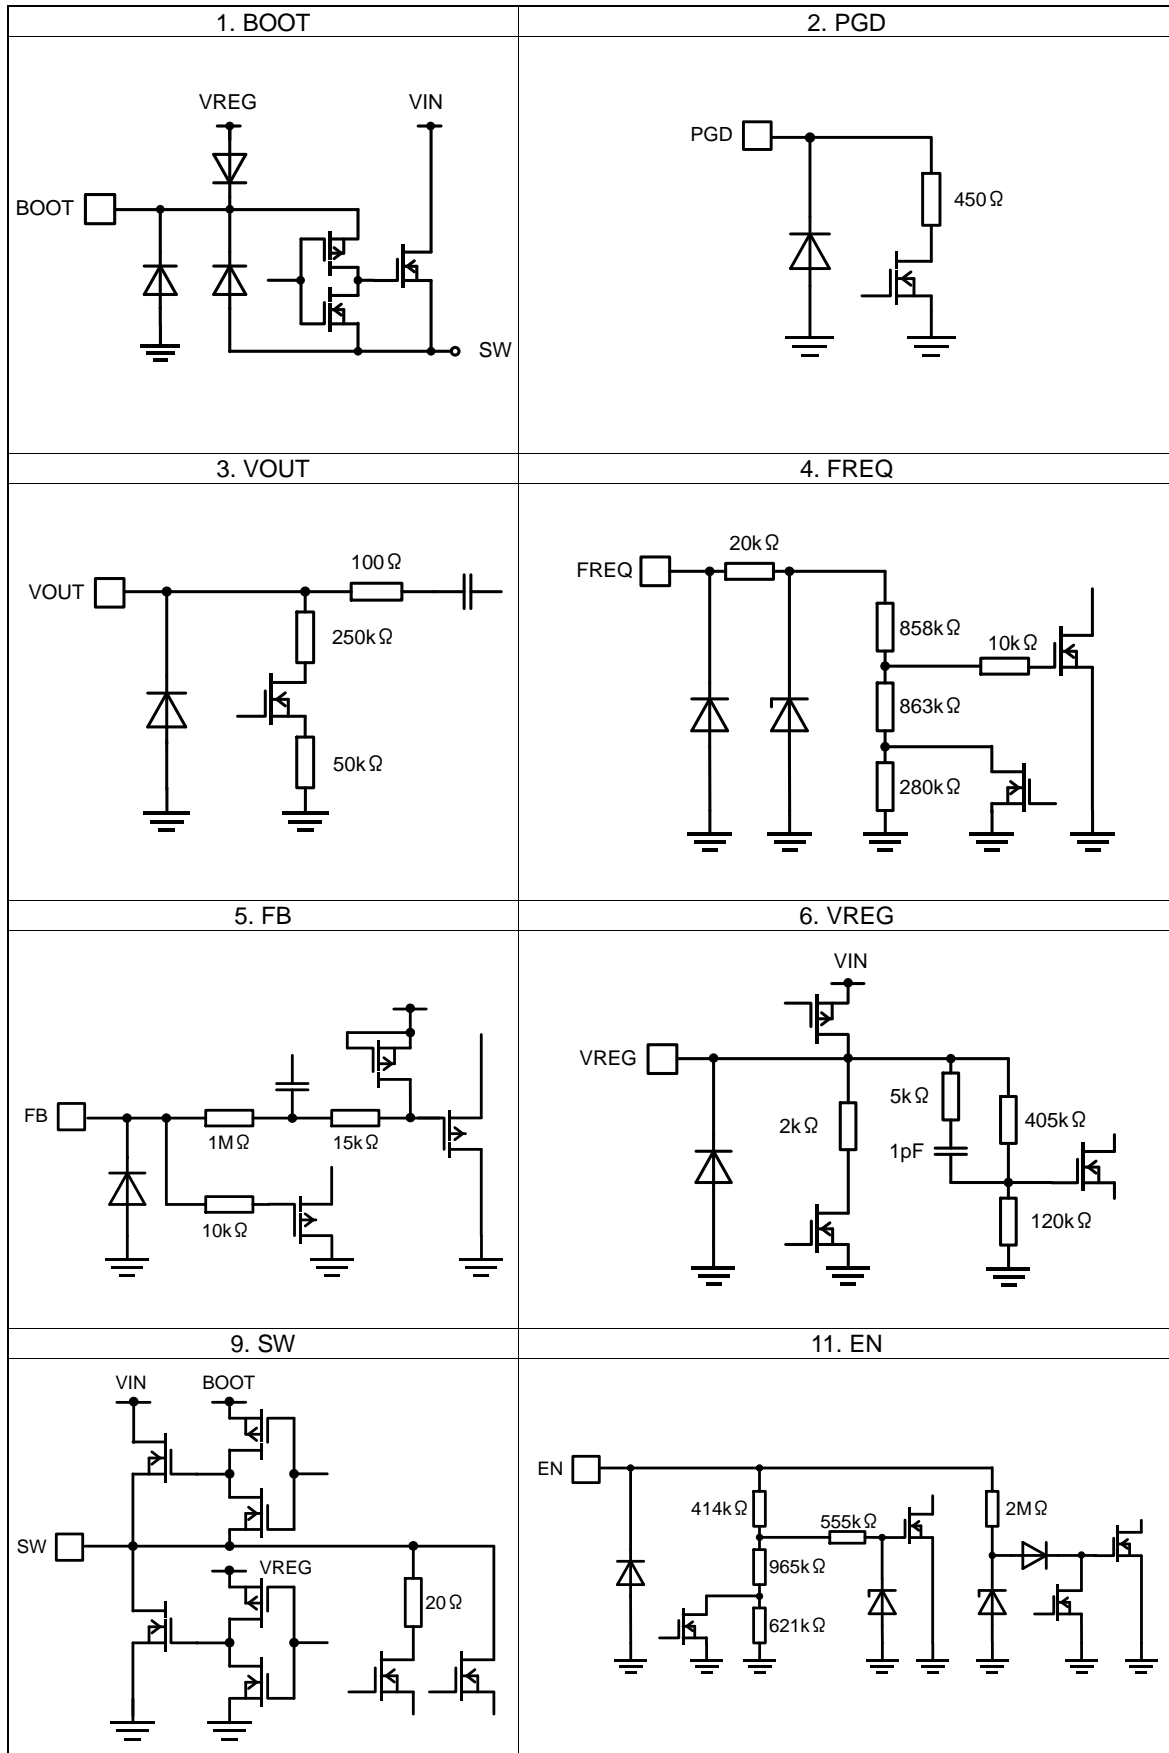 1. BOOT
2. PGD
VREG
VIN
BOOT
SW
PGD
450Ω
3. VOUT
4. FREQ
VOUT
100Ω
250kΩ
50kΩ
FREQ
20kΩ
858kΩ
10kΩ
863kΩ
280kΩ
5. FB
6. VREG
FB
1MΩ
15kΩ
10kΩ
VIN
VREG
5kΩ
2kΩ
405kΩ
1pF
120kΩ
9. SW
11. EN
VIN
BOOT
SW
VREG
20Ω
EN
414kΩ
555kΩ
2MΩ
965kΩ
621kΩ